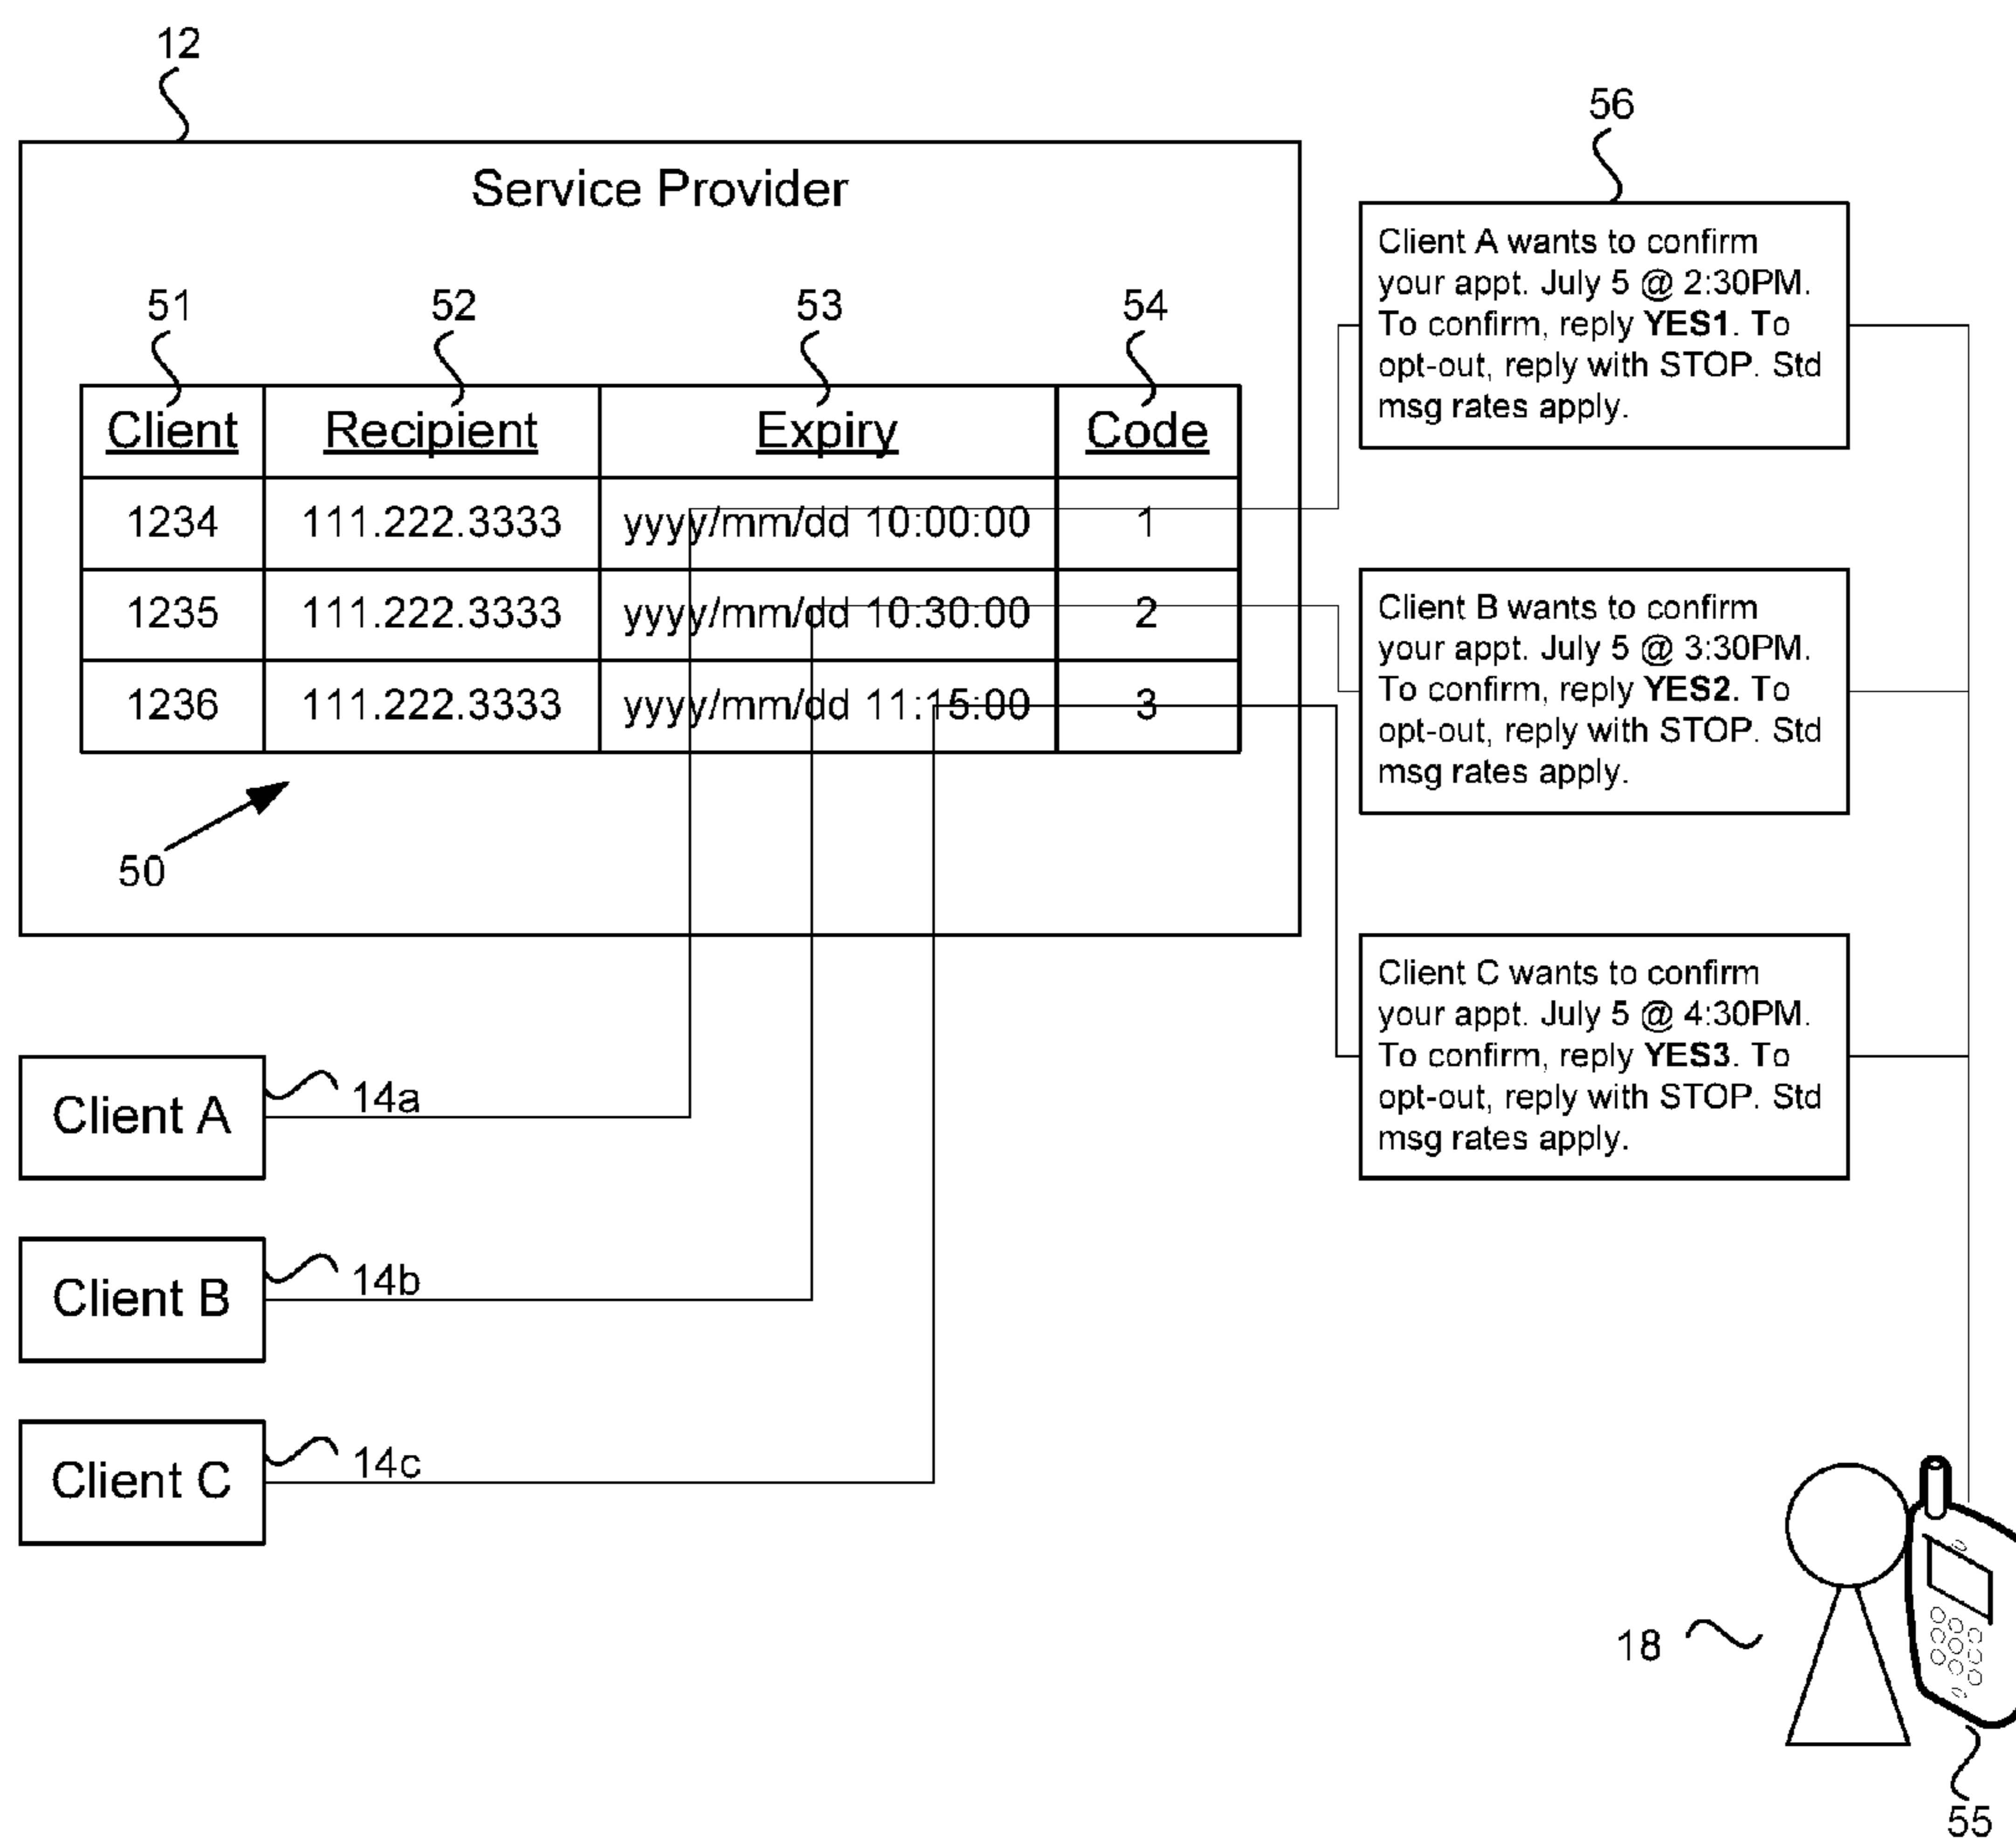 12
Service Provider
51
52
53
54
Client Recipient Expiry Code
1234 111.222.3333 yyyy/mm/dd 10:00:00 1
1235 111.222.3333 yyyy/mm/dd 10:30:00 2
1236 111.222.3333 yyyy/mm/dd 11:15:00 3
50
56
Client A wants to confirm
your appt. July 5 @ 2:30PM.
To confirm, reply YES1. To
opt-out, reply with STOP. Std
msg rates apply.
Client B wants to confirm
your appt. July 5 @ 3:30PM.
To confirm, reply YES2. To
opt-out, reply with STOP. Std
msg rates apply.
Client C wants to confirm
your appt. July 5 @ 4:30PM.
To confirm, reply YES3. To
opt-out, reply with STOP. Std
msg rates apply.
Client A
14a
Client B
14b
Client C
14c
18
55